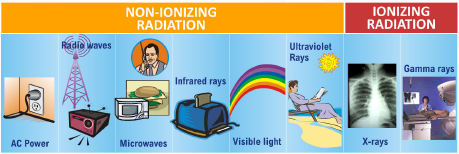 NON-IONIZING
RADIATION
IONIZING
RADIATION
AC Power
Radio waves
Microwaves
Infrared rays
Visible light
Ultraviolet
Rays
X-rays
Gamma rays